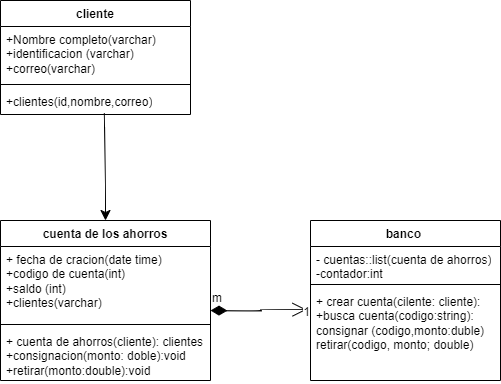 cliente
+Nombre completo(varchar)
+identificacion (varchar)
+correo(varchar)
+clientes(id,nombre,correo)
cuenta de los ahorros
+ fecha de cracion(date time)
+codigo de cuenta(int)
+saldo (int)
+clientes(varchar)
+ cuenta de ahorros(cliente): clientes
+consignacion(monto: doble):void
+retirar(monto:double):void
m
1
banco
- cuentas::list(cuenta de ahorros)
-contador:int
+ crear cuenta(cilente: cliente):
+busca cuenta(codigo:string):
consignar (codigo,monto:duble)
retirar(codigo, monto; double)